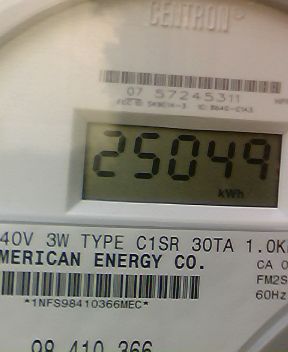 CENTRON
07 57245311
25049
kWh
40V 3W TYPE C1SR 30TA 1.0K
MERICAN ENERGY CO.
CA 0
FM2S
60Hz
*1NFS98410366MEC*
98 410 366